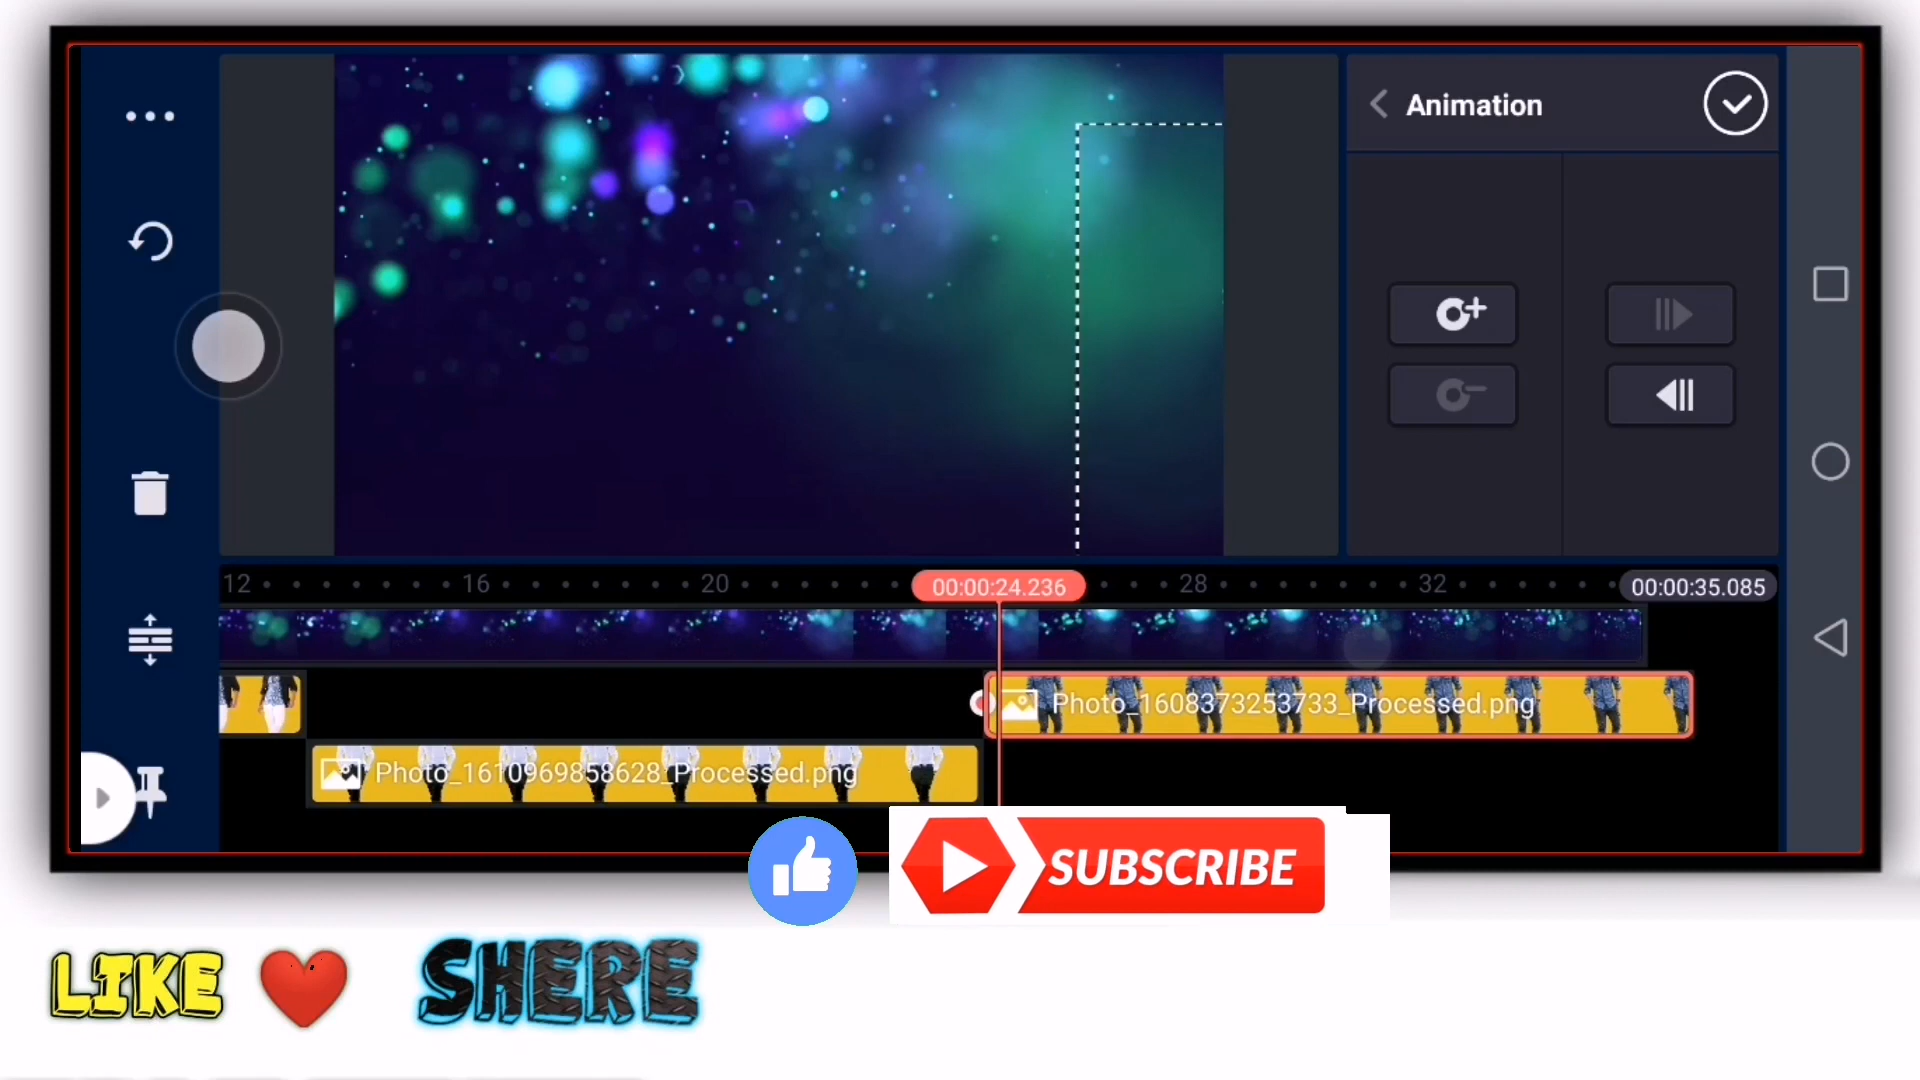 Animation
12
16
20
00:00:24.236
28
32
00:00:35.085
Photo_1608373253733_Processed.png
Photo_1610969858628_Processed.png
SUBSCRIBE
LIKE
SHERE